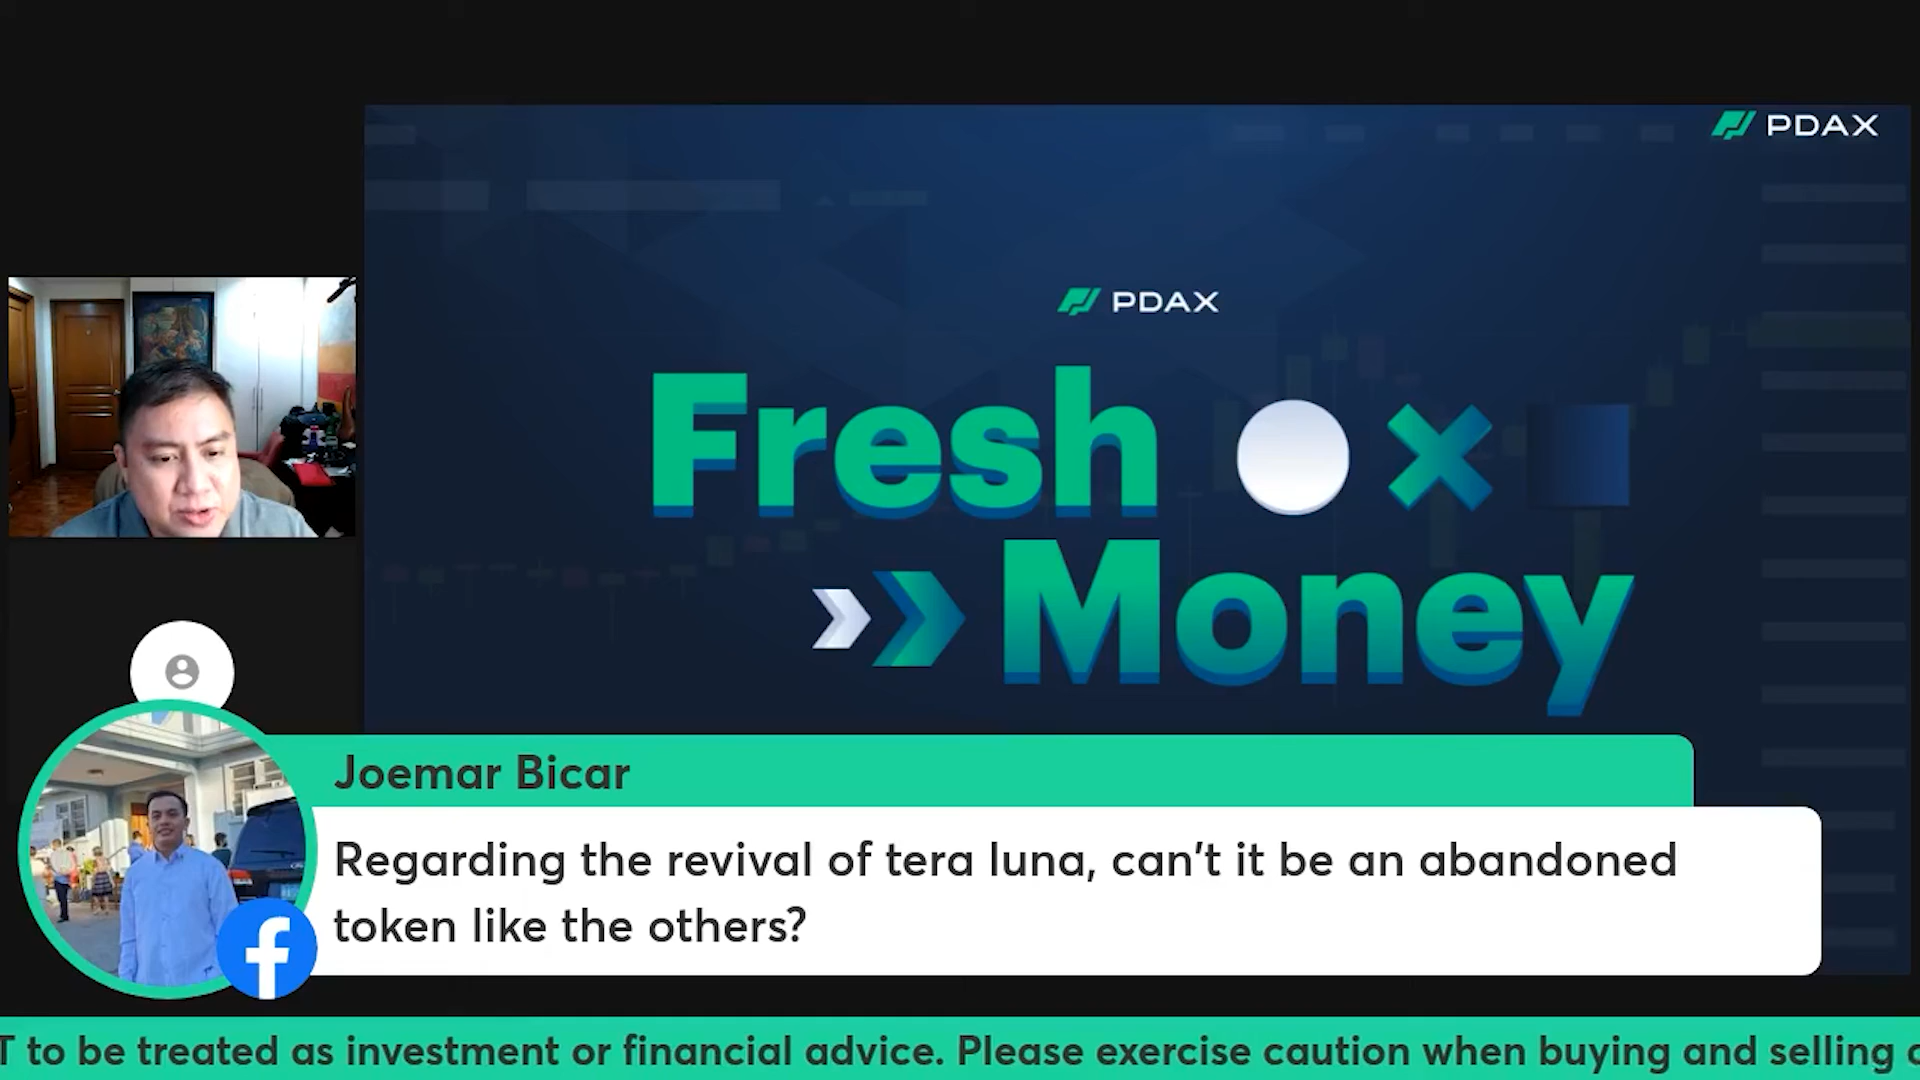 PDAX
PDAX
Fresh
Money
Joemar Bicar
Regarding the revival of tera luna, can't it be an abandoned
token like the others?
T to be treated as investment or financial advice. Please exercise caution when buying and selling